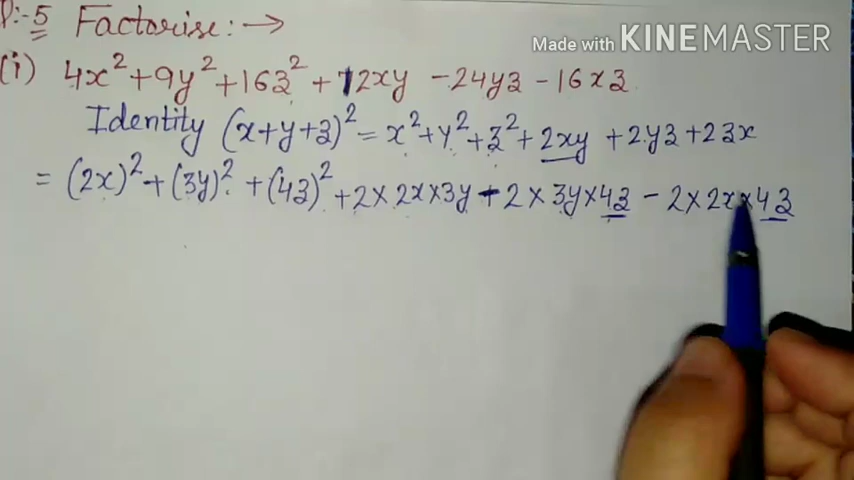 Made with KINEMASTER
Q:-5 Factorise:→
(i) 4x²+9y²+16z²+12xy-24yz-16xz
Identity (x+y+z)²=x²+y²+z²+2xy+2yz+2zx
=(2x)²+(3y)²+(4z)²+2×2x×3y-2×3y×4z-2×2x×4z